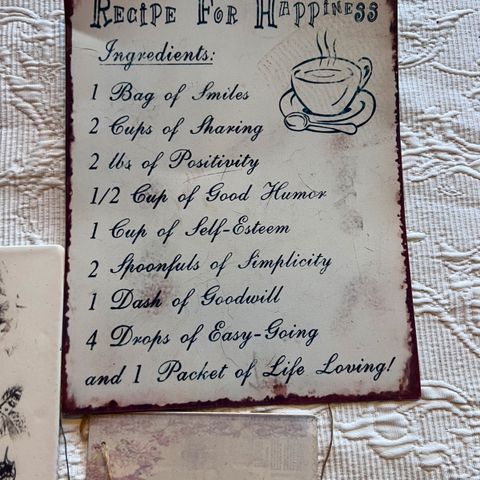 Recipe For Happiness
Ingredients:
1 Bag of Smiles
2 Cups of Sharing
2 lbs of Positivity
1/2 Cup of Good Humor
1 Cup of Self-Esteem
2 Spoonfuls of Simplicity
1 Dash of Goodwill
4 Drops of Easy-Going
and 1 Packet of Life Loving!